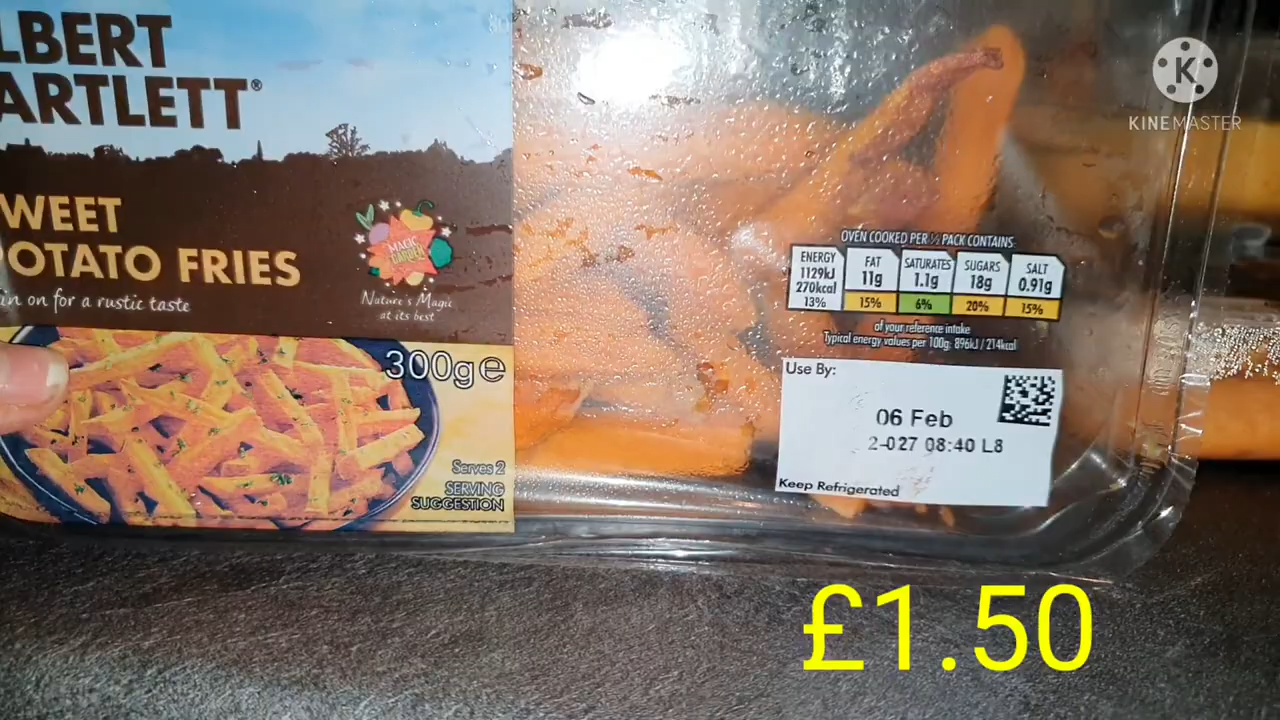 LBERT
ARTLETT®
WEET
OTATO FRIES
in on for a rustic taste
MAGIC
GARDEN
Nature's Magic
at its best
300g e
Serves 2
SERVING
SUGGESTION
OVEN COOKED PER ½ PACK CONTAINS:
ENERGY 1129kJ 270kcal 13%
FAT 11g 15%
SATURATES 1.1g 6%
SUGARS 18g 20%
SALT 0.91g 15%
of your reference intake
Typical energy values per 100g: 896kJ / 214kcal
Use By:
06 Feb
2-027 08:40 L8
Keep Refrigerated
£1.50
K
KINEMASTER